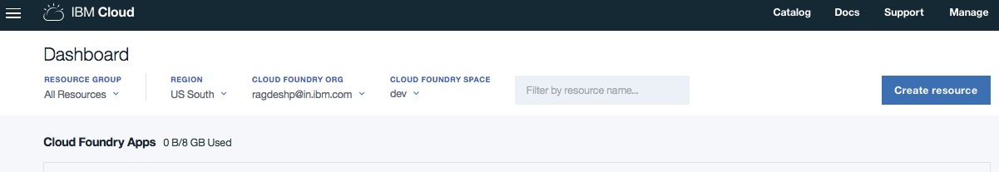 IBM Cloud Catalog Docs Support Manage
Dashboard
RESOURCE GROUP REGION CLOUD FOUNDRY ORG CLOUD FOUNDRY SPACE
All Resources US South ragdeshp@in.ibm.com dev Filter by resource name... Create resource
Cloud Foundry Apps 0 B/8 GB Used